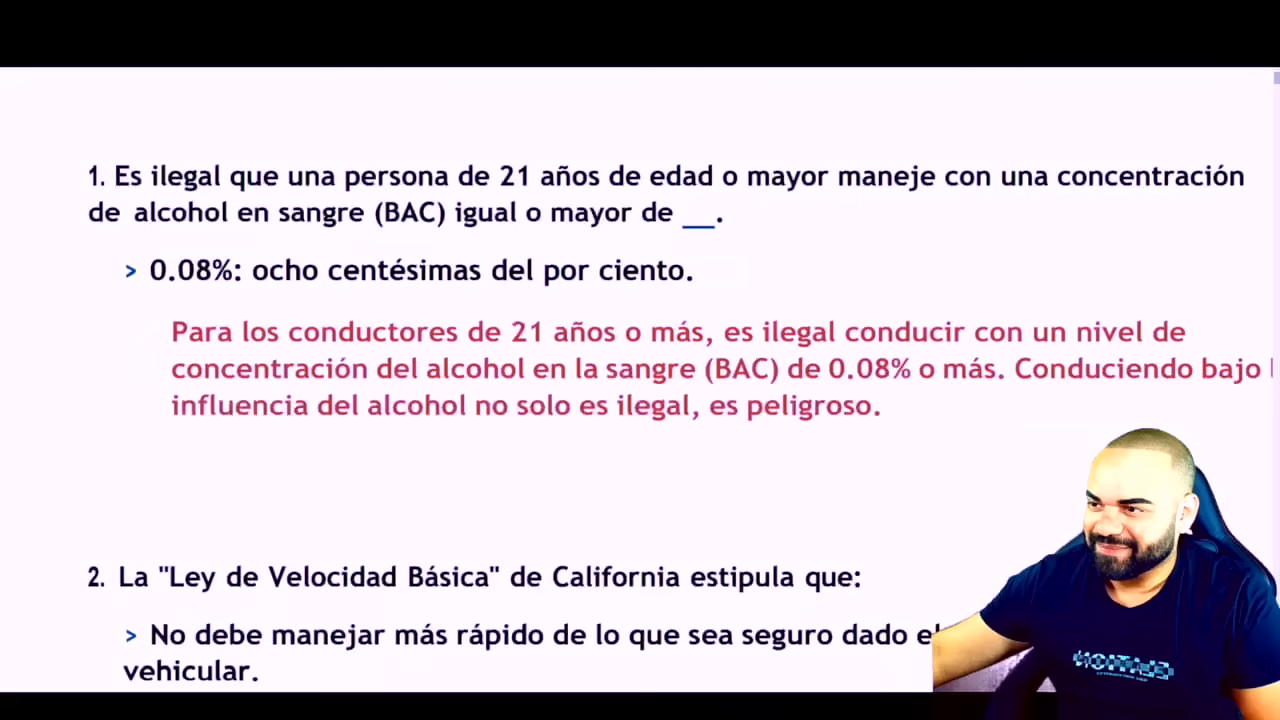 1. Es ilegal que una persona de 21 años de edad o mayor maneje con una concentración
de alcohol en sangre (BAC) igual o mayor de __.
> 0.08%: ocho centésimas del por ciento.
Para los conductores de 21 años o más, es ilegal conducir con un nivel de
concentración del alcohol en la sangre (BAC) de 0.08% o más. Conduciendo bajo
influencia del alcohol no solo es ilegal, es peligroso.
2. La "Ley de Velocidad Básica" de California estipula que:
> No debe manejar más rápido de lo que sea seguro dado el
vehicular.